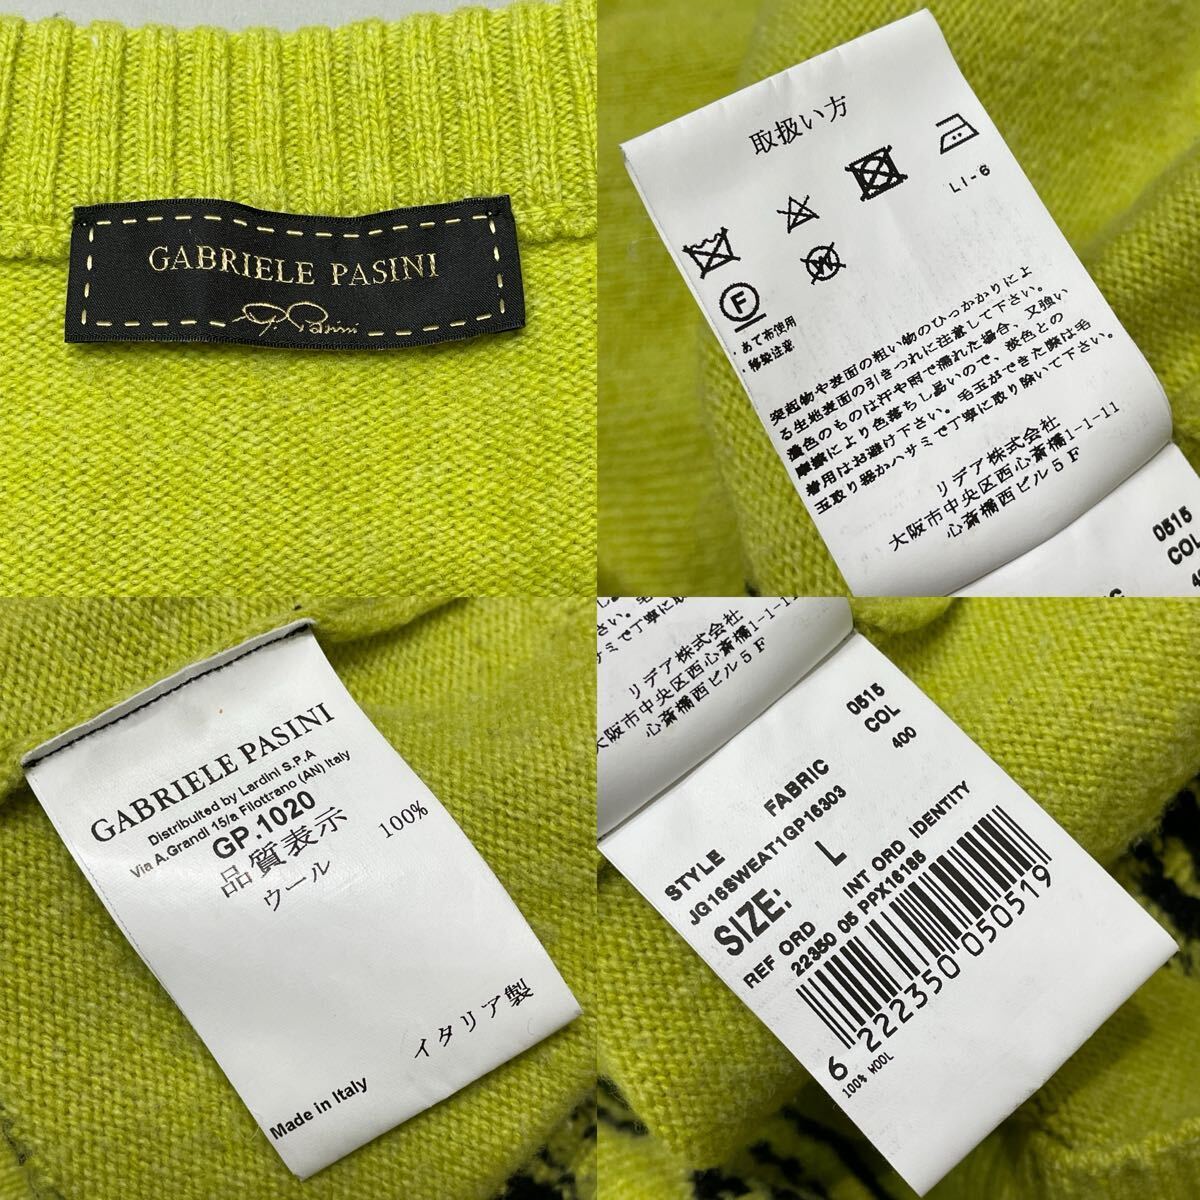 GABRIELE PASINI
G. Pasini
取扱い方
LI-6
F
W
・あて布使用
・移染注意
突起物や表面の粗い物のひっかかりによ
る生地表面の引きつれに注意して下さい。
濃色のものは汗や雨で濡れた場合、又強い
摩擦により色落ちし易いので、淡色との
着用はお避け下さい。毛玉ができた際は毛
玉取り器かハサミで丁寧に取り除いて下さい。
リデア株式会社
大阪市中央区西心斎橋1-1-11
心斎橋西ビル5F
0515
COL
GABRIELE PASINI
Distribuited by Lardini S.P.A
Via A.Grandi 15/a Filottrano (AN) Italy
GP.1020
品質表示
ウール 100%
イタリア製
Made in Italy
リデア株式会社
大阪市中央区西心斎橋1-1-11
心斎橋西ビル5F
FABRIC 0515
COL
400
STYLE
JG16SWEAT1GP16303
SIZE: L
REF ORD INT ORD IDENTITY
22350 05 PPX16185
6 222350 050519
100% WOOL